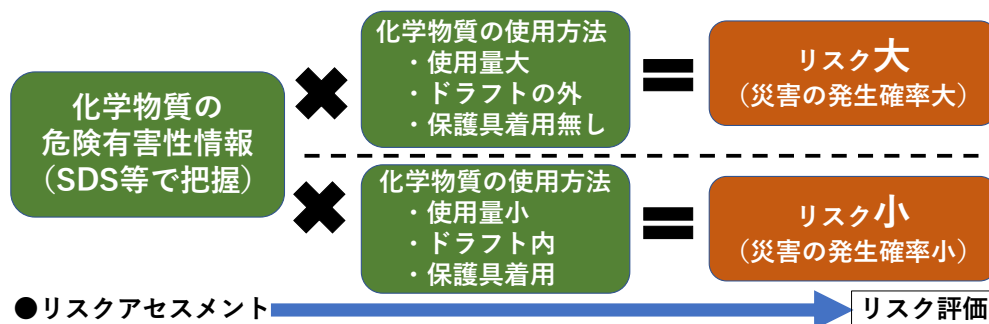 化学物質の
危険有害性情報
（SDS等で把握）
✖
化学物質の使用方法
・使用量大
・ドラフトの外
・保護具着用無し
＝
リスク大
（災害の発生確率大）
✖
化学物質の使用方法
・使用量小
・ドラフト内
・保護具着用
＝
リスク小
（災害の発生確率小）
●リスクアセスメント
リスク評価